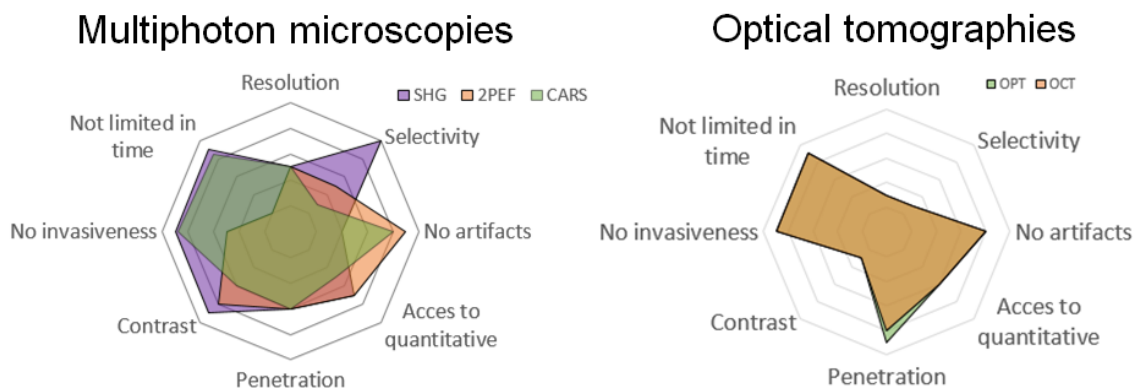 Multiphoton microscopies
Resolution
SHG 2PEF CARS
Not limited in
time
Selectivity
No invasiveness
No artifacts
Contrast
Acces to
quantitative
Penetration
Optical tomographies
OPT OCT
Resolution
Not limited in
time
Selectivity
No invasiveness
No artifacts
Contrast
Acces to
quantitative
Penetration